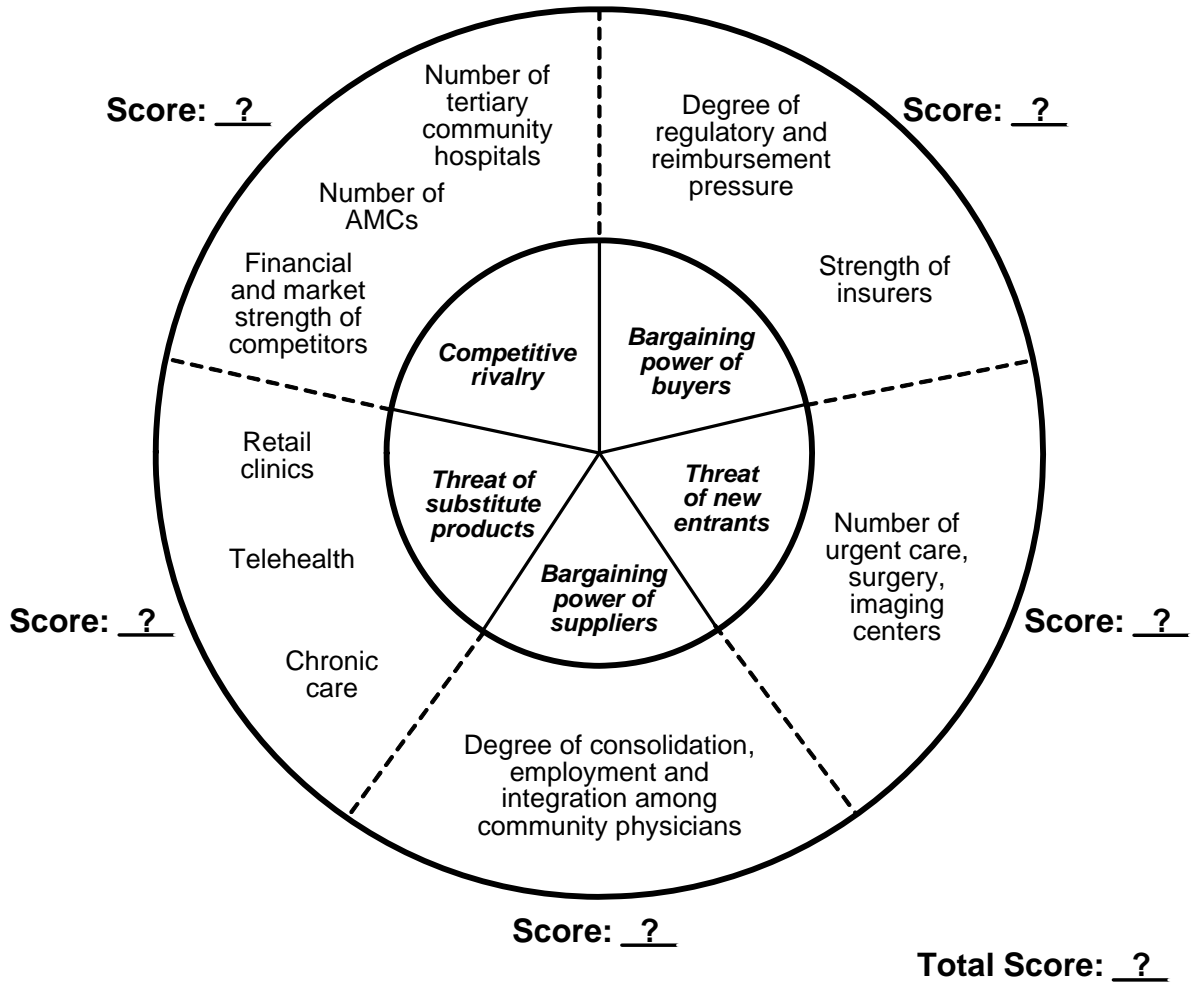 Number of
tertiary
community
hospitals
Score: ?
Number of
AMCs
Financial
and market
strength of
competitors
Competitive
rivalry
Degree of
regulatory and
reimbursement
pressure
Score: ?
Strength of
insurers
Bargaining
power of
buyers
Threat
of new
entrants
Number of
urgent care,
surgery,
imaging
centers
Score: ?
Bargaining
power of
suppliers
Degree of consolidation,
employment and
integration among
community physicians
Score: ?
Threat of
substitute
products
Retail
clinics
Telehealth
Chronic
care
Score: ?
Total Score: ?